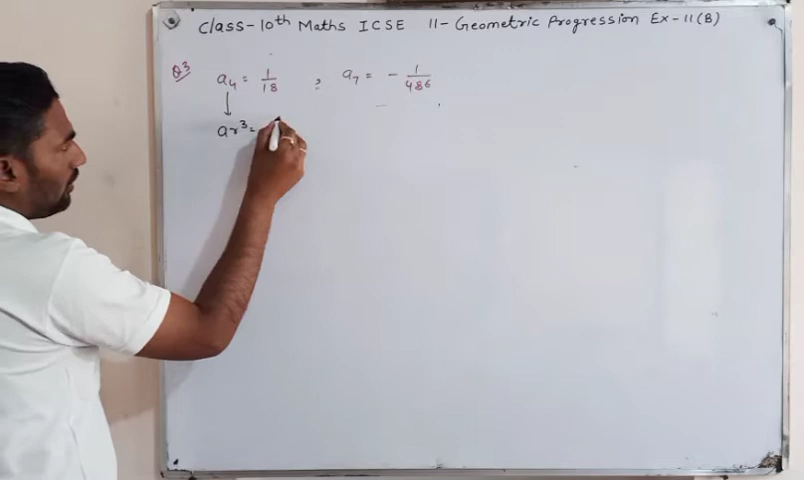 Class-10th Maths ICSE 11-Geometric Progression Ex-11(B)
Q3 a₄ = 1/18 ; a₇ = - 1/486
ar³ =